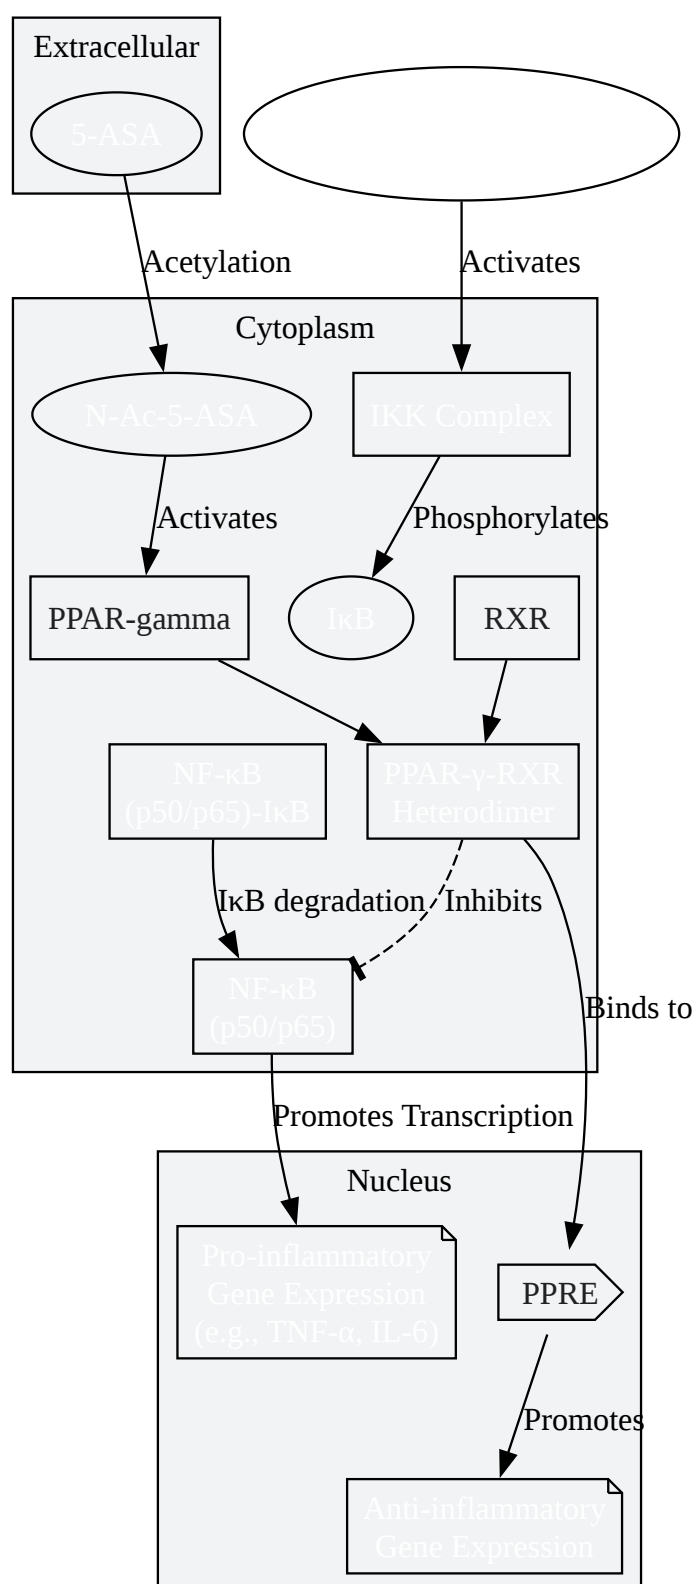 Extracellular
5-ASA
Acetylation
Activates
Cytoplasm
N-Ac-5-ASA
IKK Complex
Activates
Phosphorylates
PPAR-gamma
IκB
RXR
NF-κB
(p50/p65)-IκB
PPAR-γ-RXR
Heterodimer
IκB degradation
Inhibits
NF-κB
(p50/p65)
Binds to
Promotes Transcription
Nucleus
Pro-inflammatory
Gene Expression
(e.g., TNF-α, IL-6)
PPRE
Promotes
Anti-inflammatory
Gene Expression